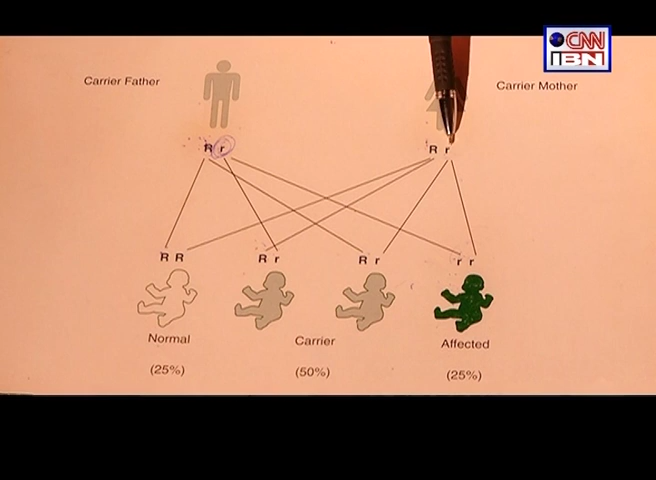 CNN
IBN
Carrier Father
Carrier Mother
R r
R r
R R
R r
R r
r r
Normal
Carrier
Affected
(25%)
(50%)
(25%)